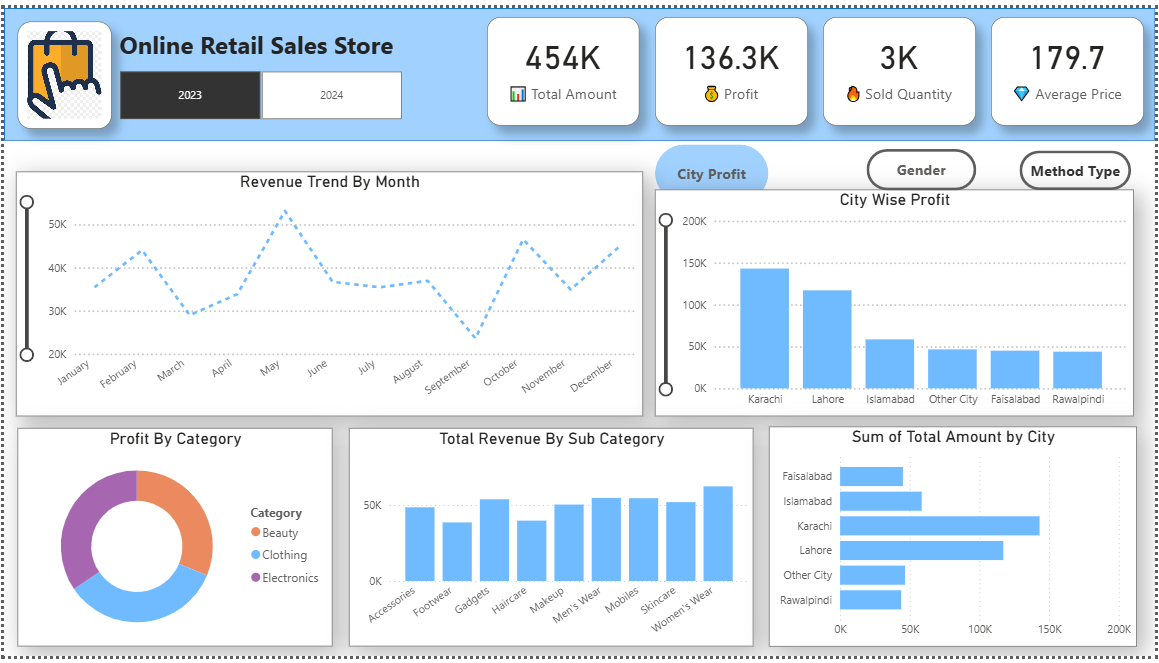 Online Retail Sales Store
2023
2024
454K
📊 Total Amount
136.3K
💰 Profit
3K
🔥 Sold Quantity
179.7
💎 Average Price
City Profit
Gender
Method Type
Revenue Trend By Month
50K
40K
30K
20K
January
February
March
April
May
June
July
August
September
October
November
December
City Wise Profit
200K
150K
100K
50K
0K
Karachi
Lahore
Islamabad
Other City
Faisalabad
Rawalpindi
Profit By Category
Category
Beauty
Clothing
Electronics
Total Revenue By Sub Category
50K
0K
Accessories
Footwear
Gadgets
Haircare
Makeup
Men's Wear
Mobiles
Skincare
Women's Wear
Sum of Total Amount by City
Faisalabad
Islamabad
Karachi
Lahore
Other City
Rawalpindi
0K
50K
100K
150K
200K